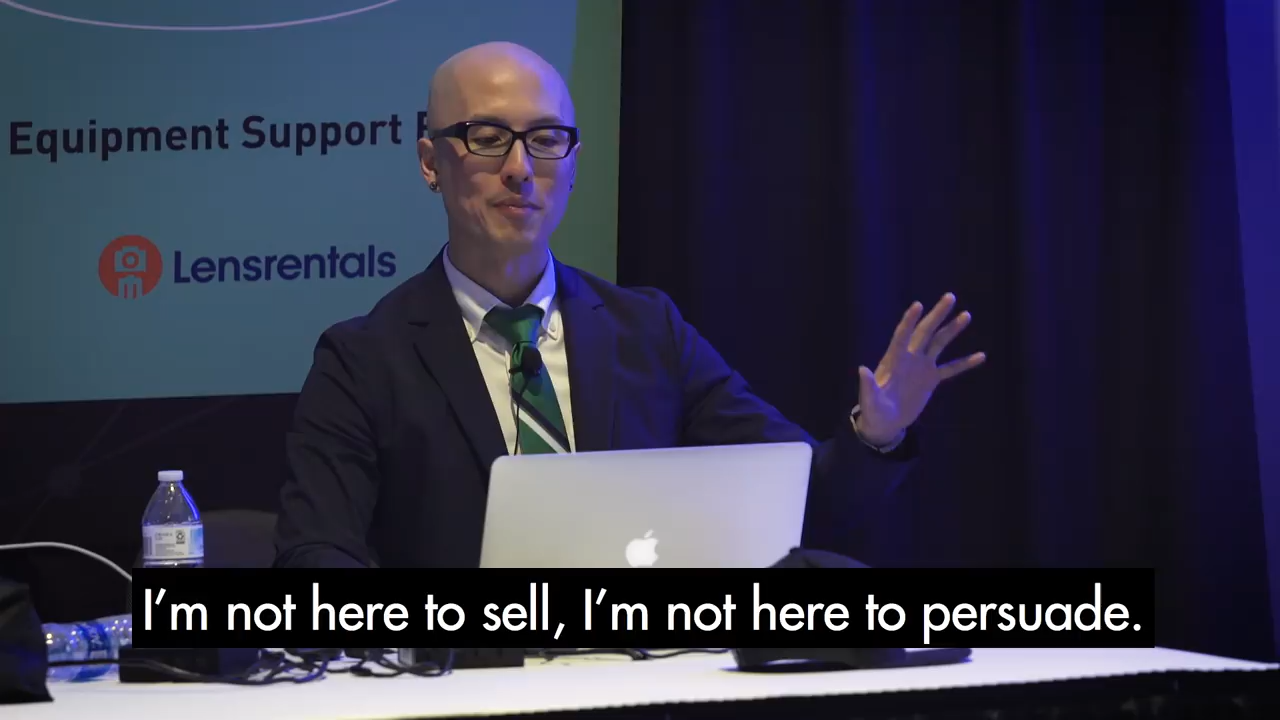 Equipment Support
Lensrentals
I'm not here to sell, I'm not here to persuade.